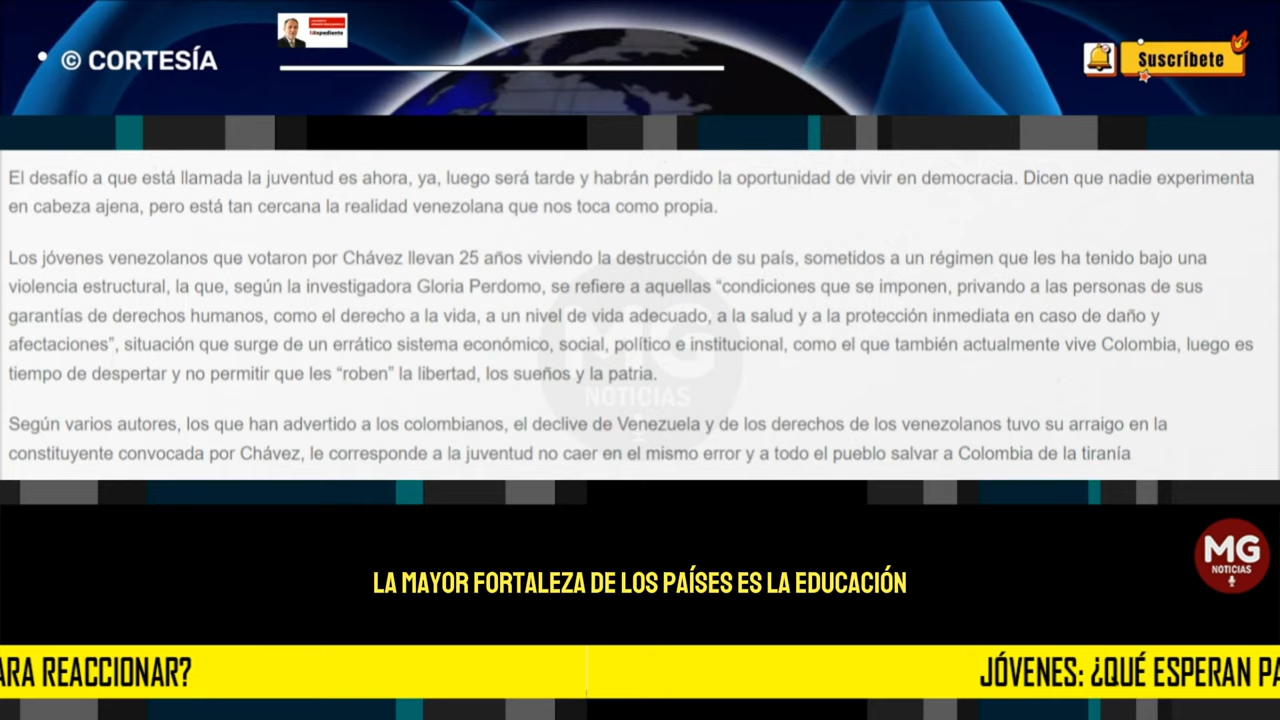 © CORTESÍA
Suscríbete
El desafío a que está llamada la juventud es ahora, ya, luego será tarde y habrán perdido la oportunidad de vivir en democracia. Dicen que nadie experimenta
en cabeza ajena, pero está tan cercana la realidad venezolana que nos toca como propia.
Los jóvenes venezolanos que votaron por Chávez llevan 25 años viviendo la destrucción de su país, sometidos a un régimen que les ha tenido bajo una
violencia estructural, la que, según la investigadora Gloria Perdomo, se refiere a aquellas “condiciones que se imponen, privando a las personas de sus
garantías de derechos humanos, como el derecho a la vida, a un nivel de vida adecuado, a la salud y a la protección inmediata en caso de daño y
afectaciones”, situación que surge de un errático sistema económico, social, político e institucional, como el que también actualmente vive Colombia, luego es
tiempo de despertar y no permitir que les “roben” la libertad, los sueños y la patria.
MG
NOTICIAS
Según varios autores, los que han advertido a los colombianos, el declive de Venezuela y de los derechos de los venezolanos tuvo su arraigo en la
constituyente convocada por Chávez, le corresponde a la juventud no caer en el mismo error y a todo el pueblo salvar a Colombia de la tiranía
MG
NOTICIAS
LA MAYOR FORTALEZA DE LOS PAÍSES ES LA EDUCACIÓN
ARA REACCIONAR?
JÓVENES: ¿QUÉ ESPERAN PA